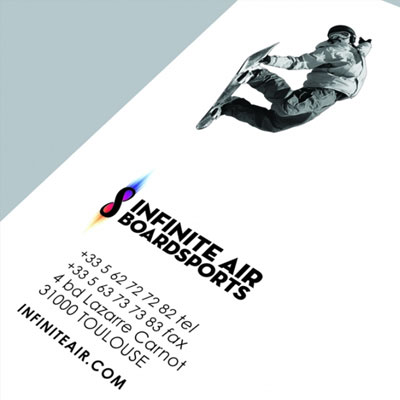 INFINITE AIR
BOARDSPORTS
+33 5 62 72 72 82 tel
+33 5 63 73 73 83 fax
4 bd Lazarre Carnot
31000 TOULOUSE
INFINITEAIR.COM